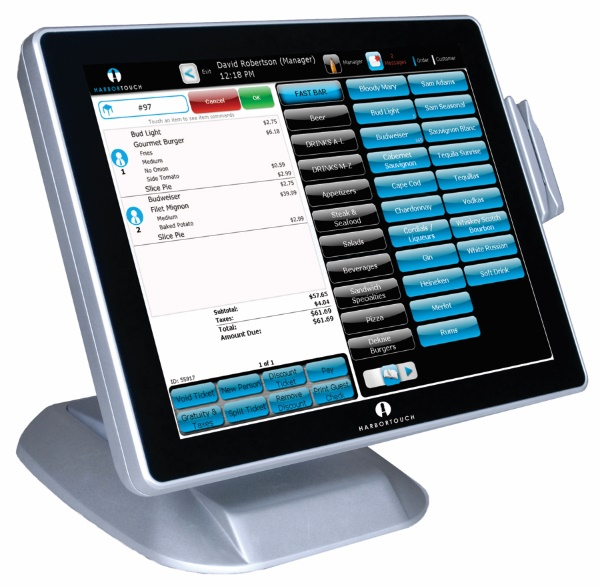 HARBORTOUCH
Exit
David Robertson (Manager)
12:18 PM
Manager
2
Messages
Order
Customer
#97
Cancel
OK
Touch an item to see item commands
Bud Light $2.75
Gourmet Burger $6.18
Fries
Medium
No Onion
Side Tomato $0.59
Slice Pie $2.99
1
Budweiser $2.75
Filet Mignon $39.09
Medium
Baked Potato
Slice Pie $2.99
2
Subtotal: $57.65
Taxes: $4.04
Total: $61.69
Amount Due: $61.69
ID: 55917
1 of 1
Void Ticket
New Person
Discount Ticket
Pay
Gratuity & Taxes
Split Ticket
Remove Discount
Print Guest Check
FAST BAR
Beer
DRINKS A-L
DRINKS M-Z
Appetizers
Steak & Seafood
Salads
Beverages
Sandwich Specialties
Pizza
Deluxe Burgers
Bloody Mary
Bud Light
Budweiser
Cabernet Sauvignon
Cape Cod
Chardonnay
Cordials / Liqueurs
Gin
Heineken
Merlot
Rums
Sam Adams
Sam Seasonal
Sauvignon Blanc
Tequila Sunrise
Tequilas
Vodkas
Whiskey Scotch Bourbon
White Russian
Soft Drink
HARBORTOUCH